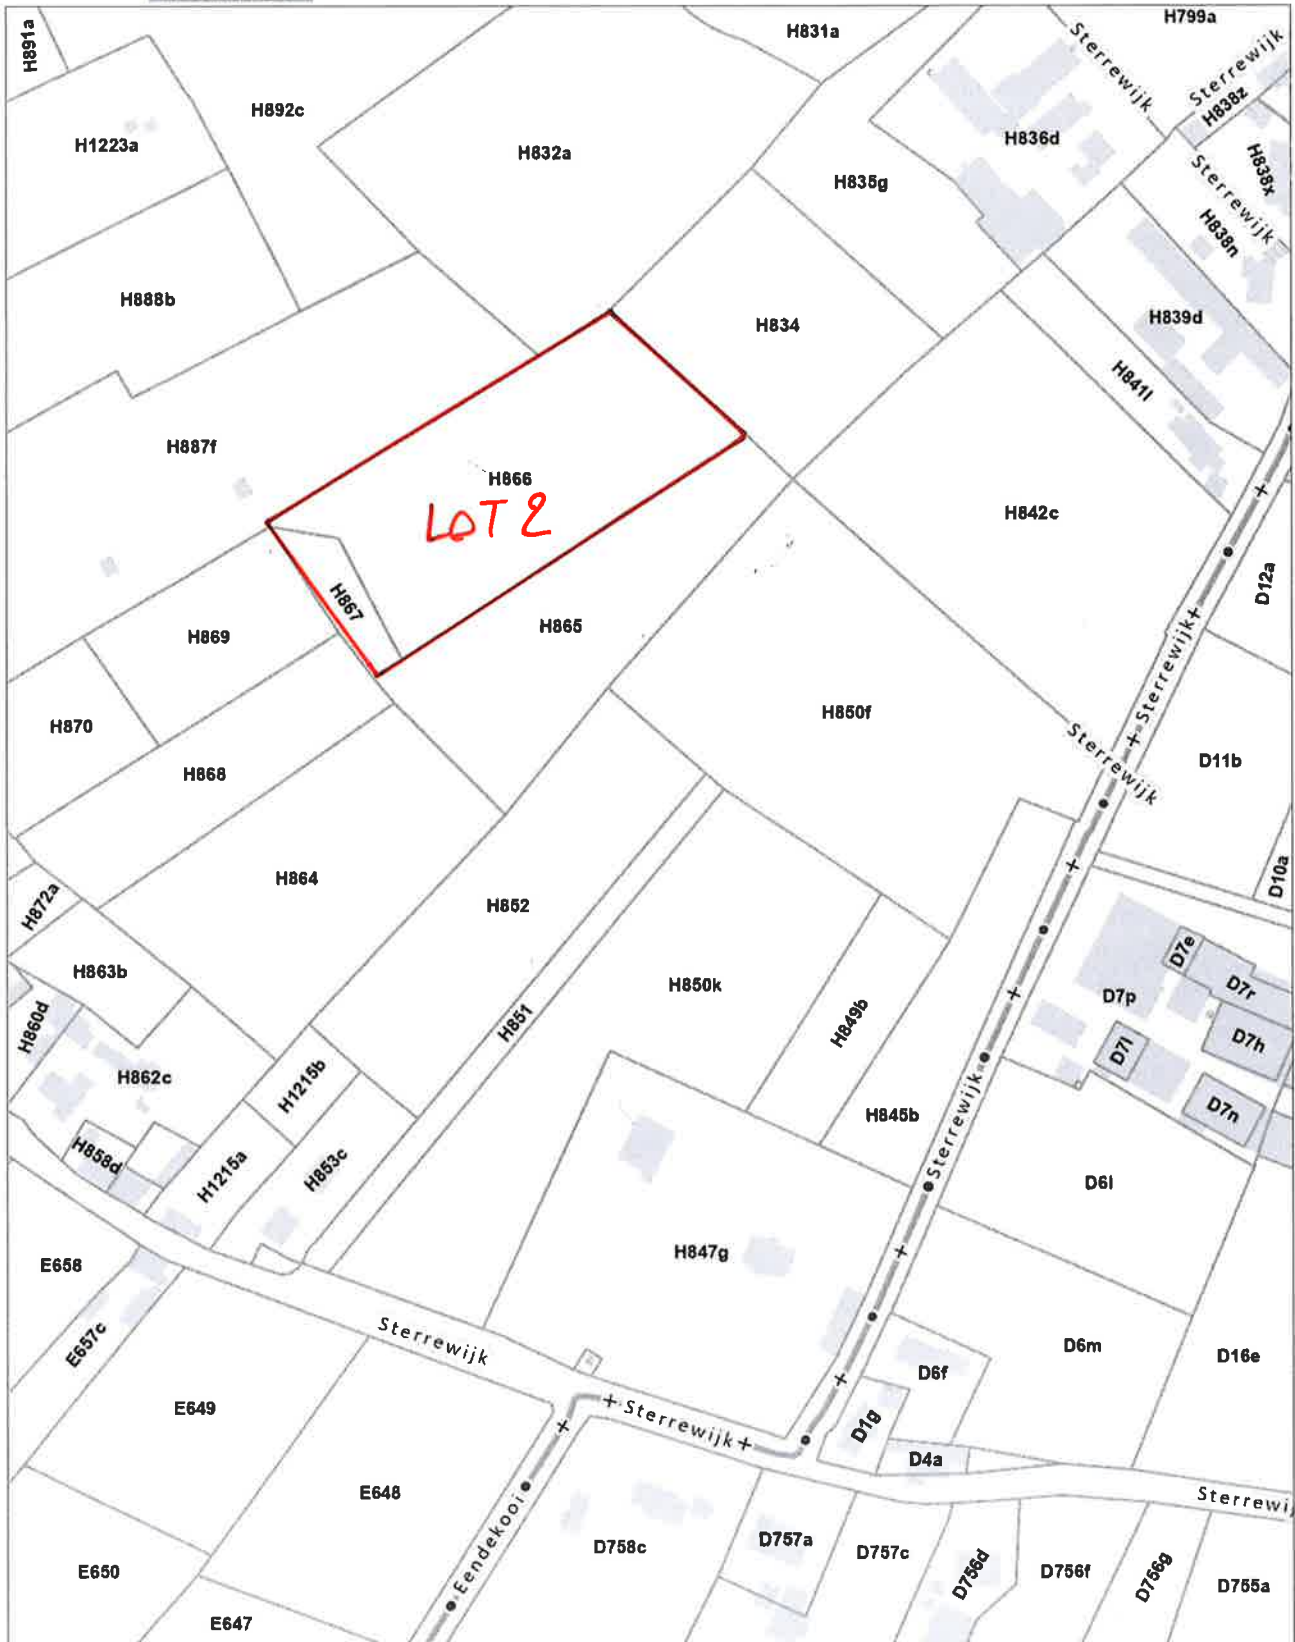 H891a
H831a
H799a
Sterrewijk
Sterrewijk
H838z
H892c
H1223a
H832a
H836d
H835g
H838x
Sterrewijk
H838n
H888b
H834
H839d
H841l
H887f
H866
LOT 2
H842c
H867
H869
H865
D12a
Sterrewijk
H870
H868
H850f
Sterrewijk
D11b
H864
H852
H872a
D10a
H863b
H850k
H851
H849b
D7e
D7r
D7p
D7h
D7l
D7n
H860d
H862c
H1215b
H845b
Sterrewijk
H858d
H1215a
H853c
D6l
H847g
E658
E657c
Sterrewijk
D6m
D16e
D6f
E649
Sterrewijk
D1g
D4a
E648
Sterrewij
Eendekooi
D758c
D757a
D757c
D756d
D756f
D756g
D755a
E650
E647